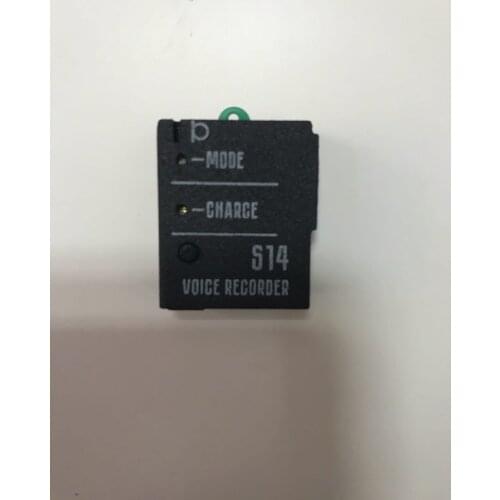 p
-MODE
-CHARGE
S14
VOICE RECORDER